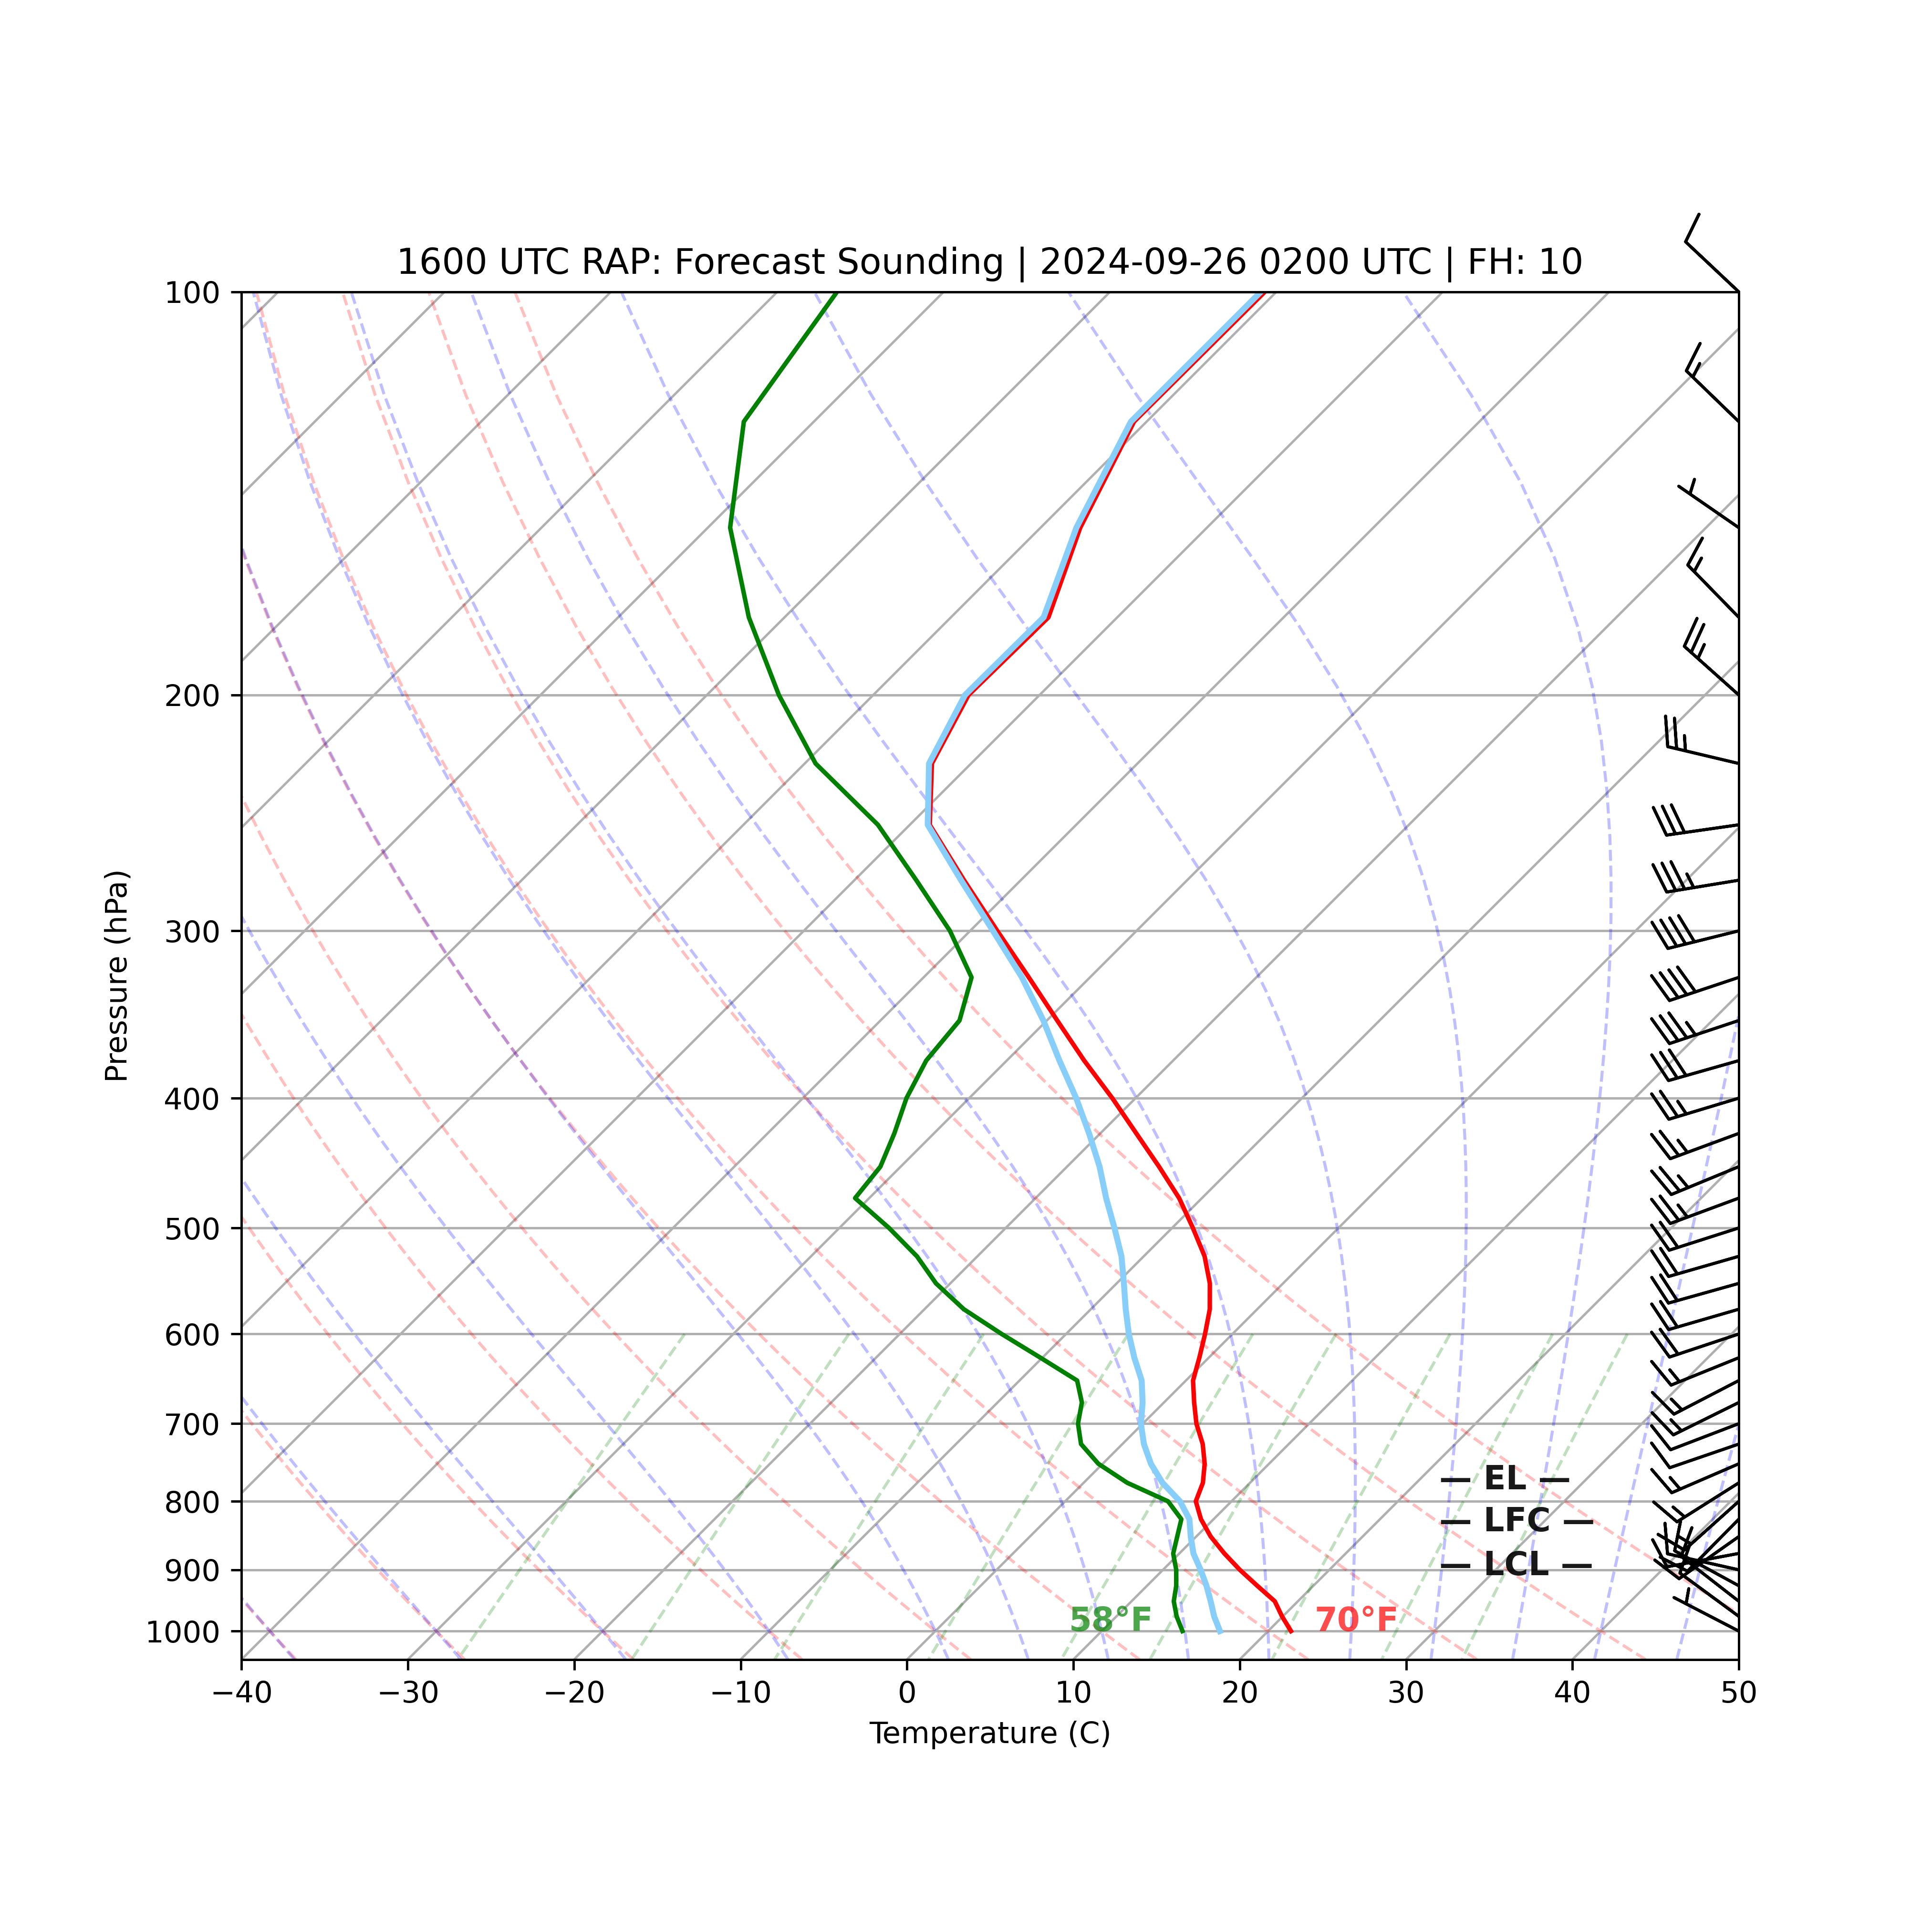 1600 UTC RAP: Forecast Sounding | 2024-09-26 0200 UTC | FH: 10
100
200
300
400
500
600
700
800
900
1000
Pressure (hPa)
— EL —
— LFC —
— LCL —
58°F
70°F
−40 −30 −20 −10 0 10 20 30 40 50
Temperature (C)